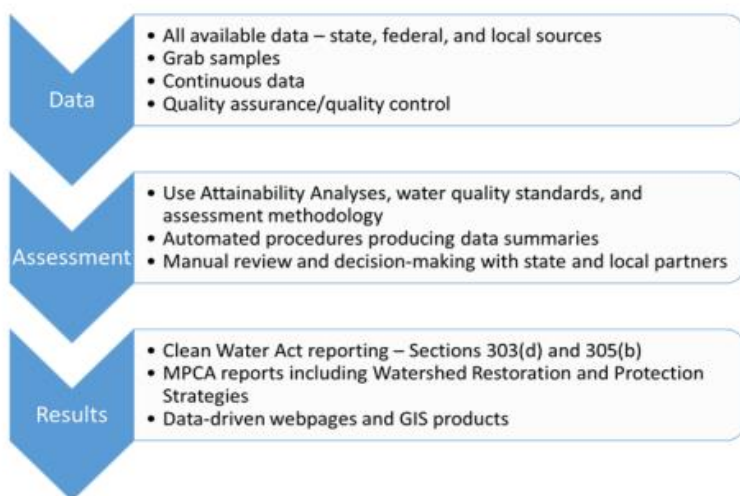 Data
• All available data – state, federal, and local sources
• Grab samples
• Continuous data
• Quality assurance/quality control
Assessment
• Use Attainability Analyses, water quality standards, and
assessment methodology
• Automated procedures producing data summaries
• Manual review and decision-making with state and local partners
Results
• Clean Water Act reporting – Sections 303(d) and 305(b)
• MPCA reports including Watershed Restoration and Protection
Strategies
• Data-driven webpages and GIS products